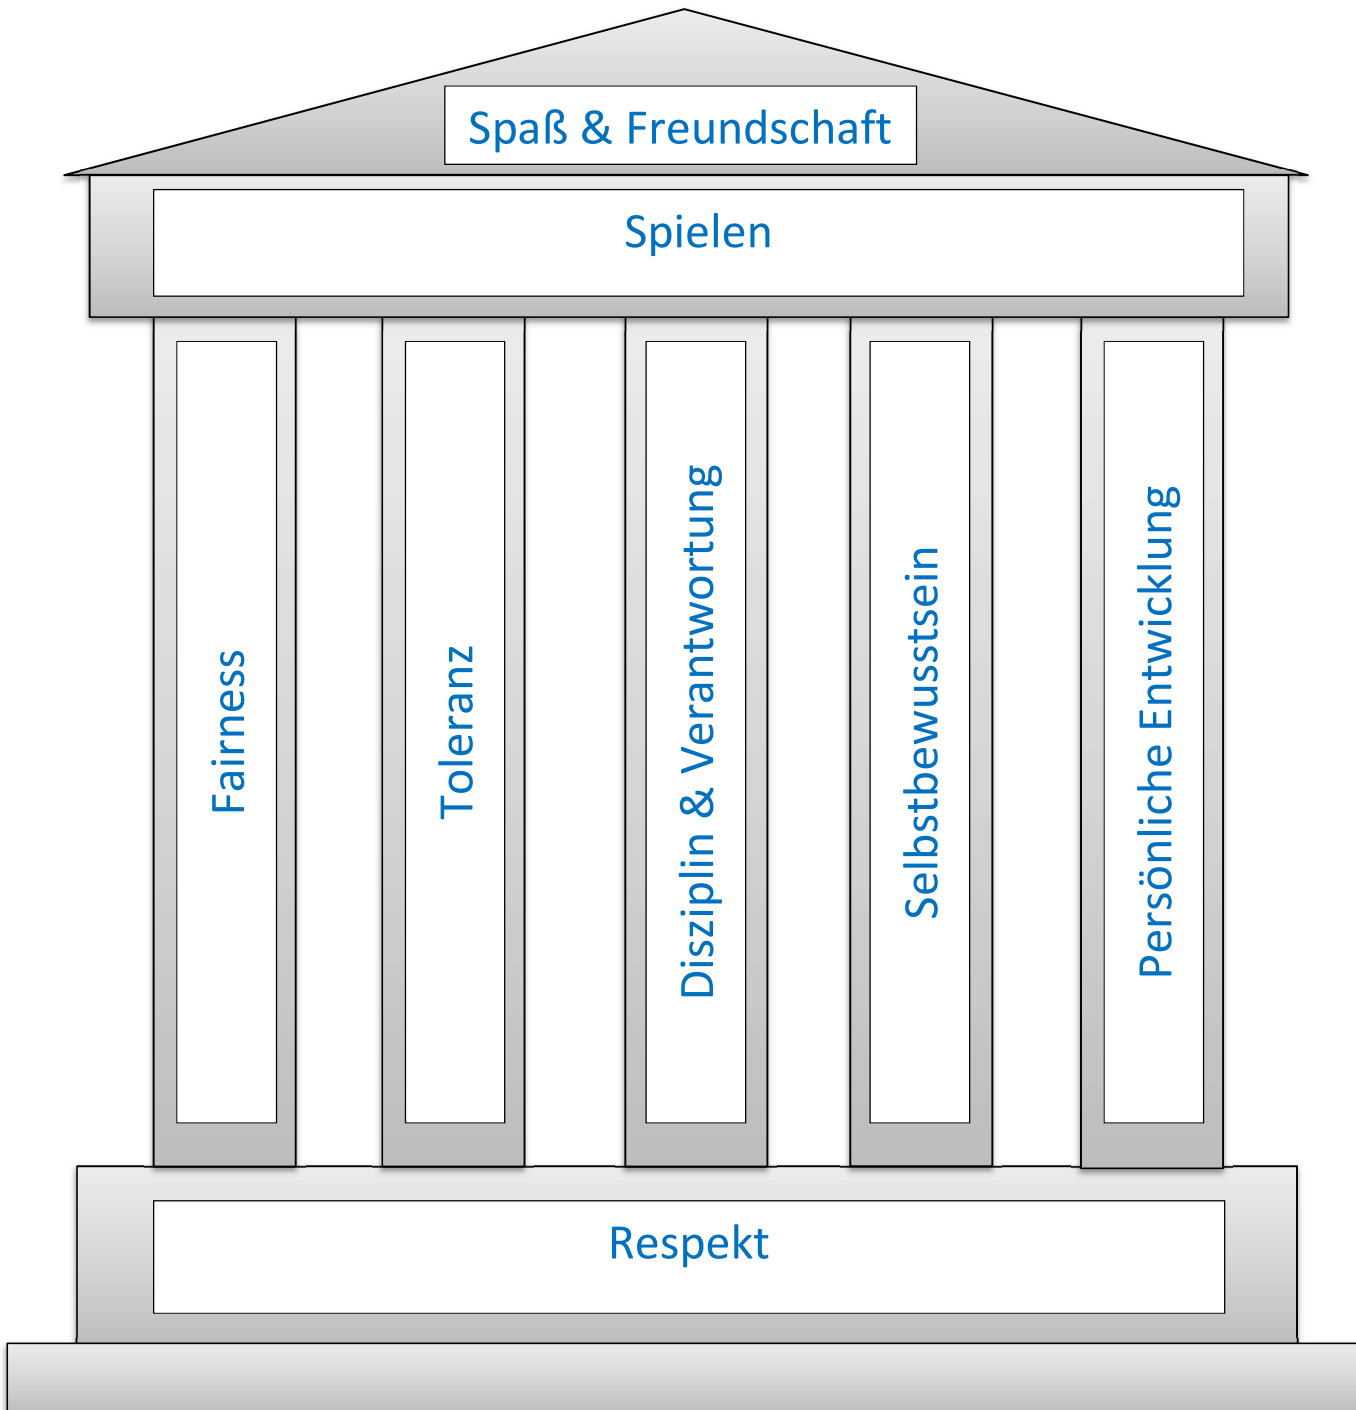 Spaß & Freundschaft
Spielen
Fairness
Toleranz
Disziplin & Verantwortung
Selbstbewusstsein
Persönliche Entwicklung
Respekt